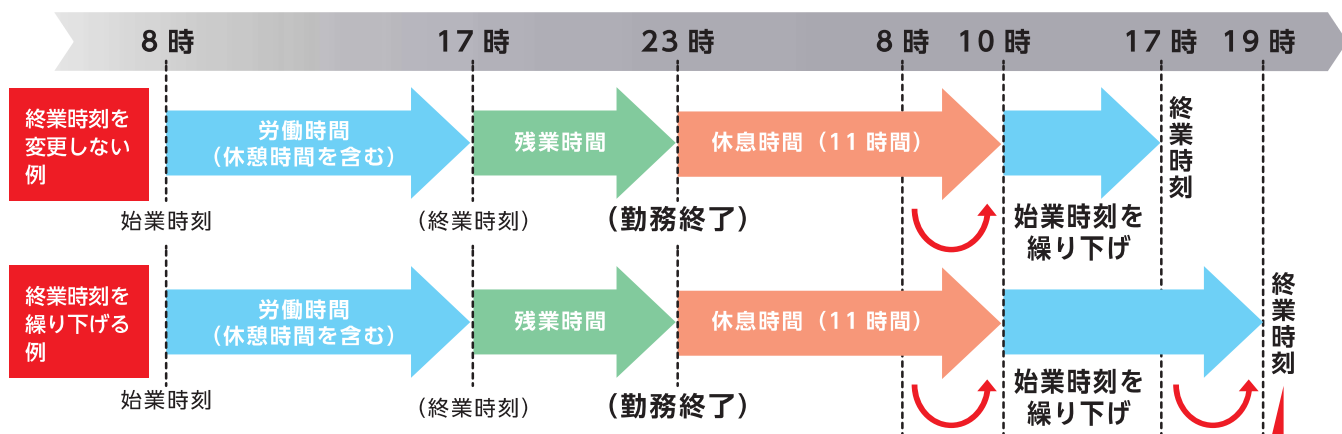 8時 17時 23時 8時 10時 17時 19時
終業時刻を
変更しない
例
労働時間
（休憩時間を含む）
残業時間
休息時間（11時間）
終業時刻
始業時刻
（終業時刻）
（勤務終了）
始業時刻を
繰り下げ
終業時刻を
繰り下げる
例
労働時間
（休憩時間を含む）
残業時間
休息時間（11時間）
終業時刻
始業時刻
（終業時刻）
（勤務終了）
始業時刻を
繰り下げ